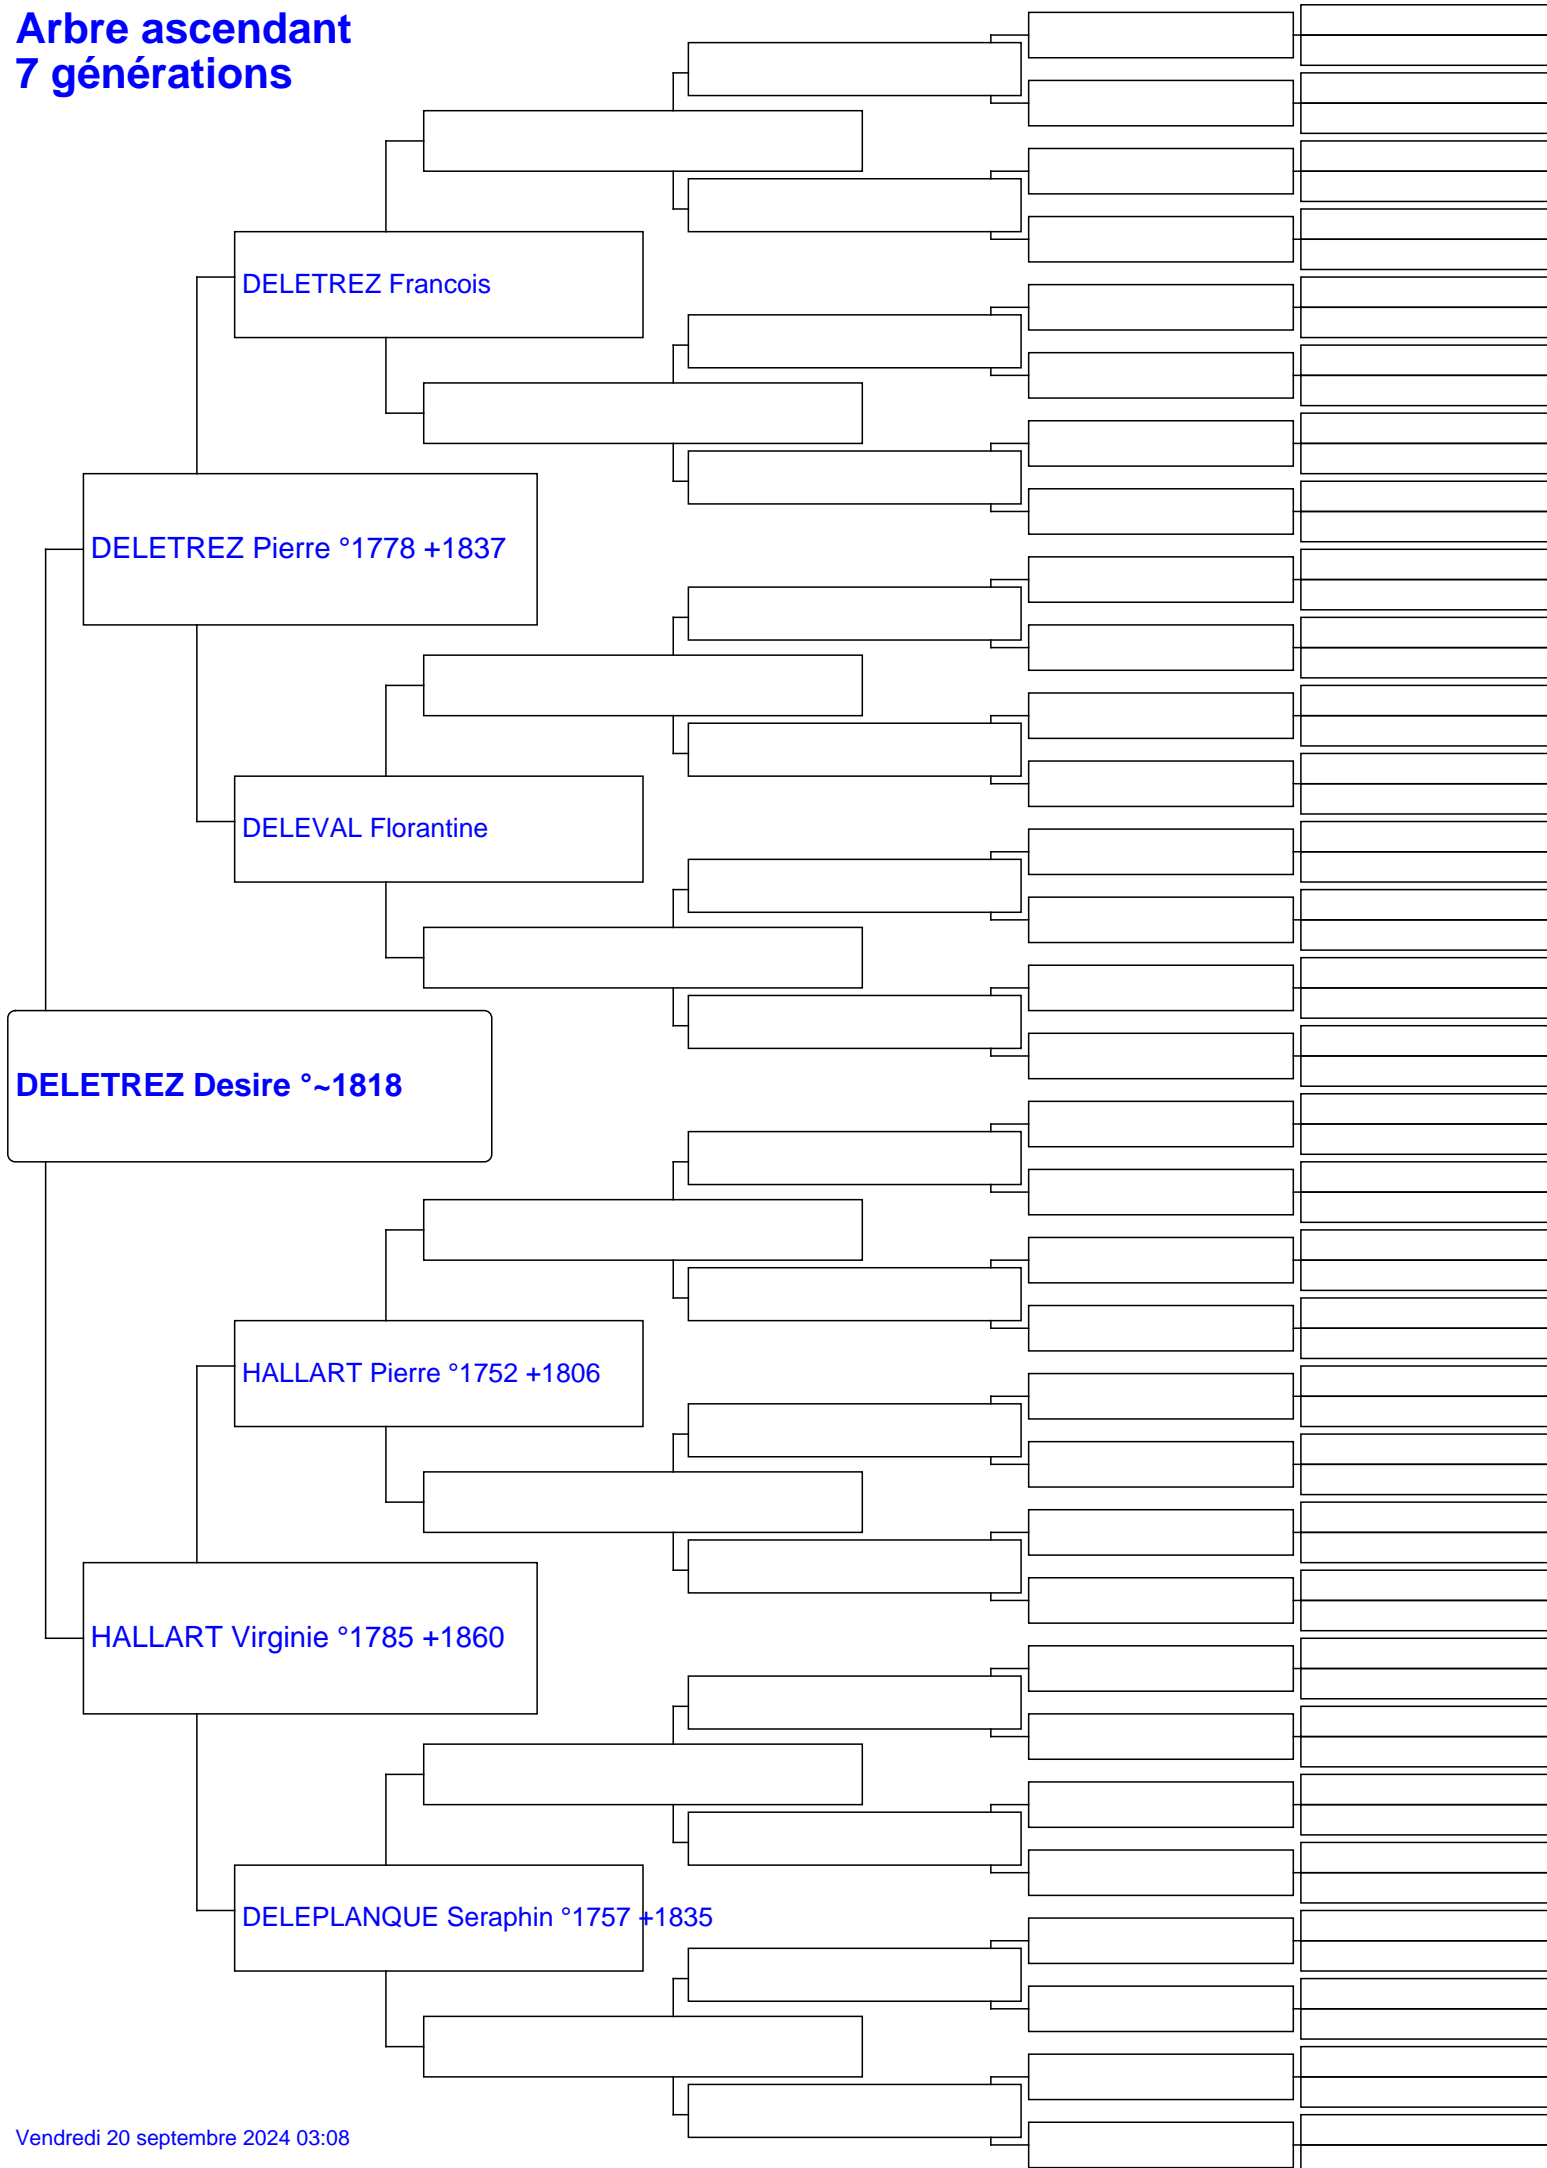 Arbre ascendant
7 générations
DELETREZ Francois
DELETREZ Pierre °1778 +1837
DELEVAL Florantine
DELETREZ Desire °~1818
HALLART Pierre °1752 +1806
HALLART Virginie °1785 +1860
DELEPLANQUE Seraphin °1757 +1835
Vendredi 20 septembre 2024 03:08